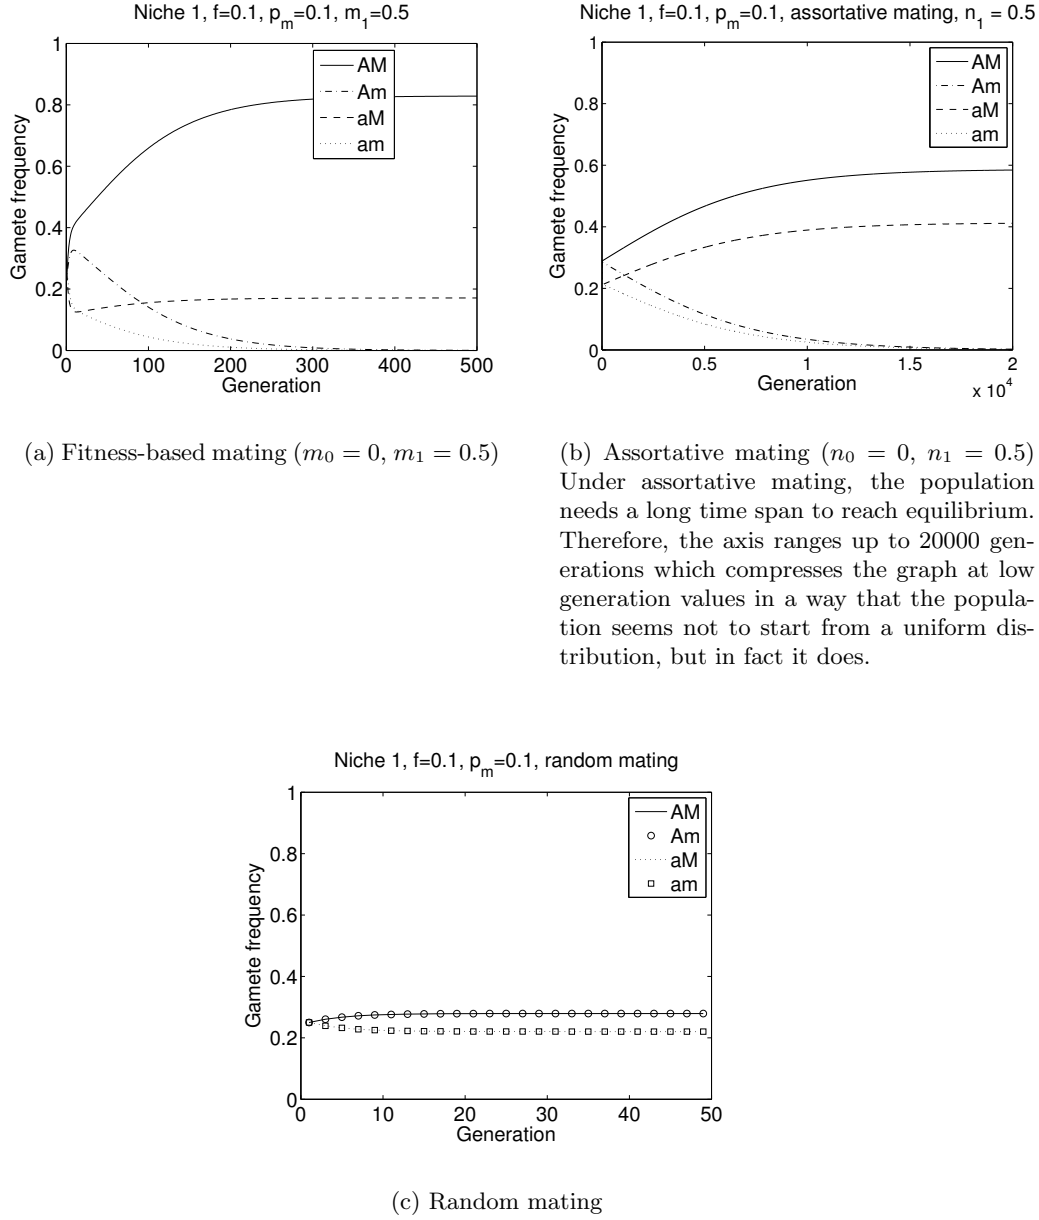 Niche 1, f=0.1, p_m=0.1, m_1=0.5
1
0.8
0.6
0.4
0.2
0
Gamete frequency
AM
Am
aM
am
0 100 200 300 400 500
Generation
Niche 1, f=0.1, p_m=0.1, assortative mating, n_1 = 0.5
1
0.8
0.6
0.4
0.2
0
Gamete frequency
AM
Am
aM
am
0 0.5 1 1.5 2
Generation
x 10^4
(a) Fitness-based mating (m_0 = 0, m_1 = 0.5)
(b) Assortative mating (n_0 = 0, n_1 = 0.5)
Under assortative mating, the population
needs a long time span to reach equilibrium.
Therefore, the axis ranges up to 20000 gen-
erations which compresses the graph at low
generation values in a way that the popula-
tion seems not to start from a uniform dis-
tribution, but in fact it does.
Niche 1, f=0.1, p_m=0.1, random mating
1
0.8
0.6
0.4
0.2
0
Gamete frequency
AM
Am
aM
am
0 10 20 30 40 50
Generation
(c) Random mating